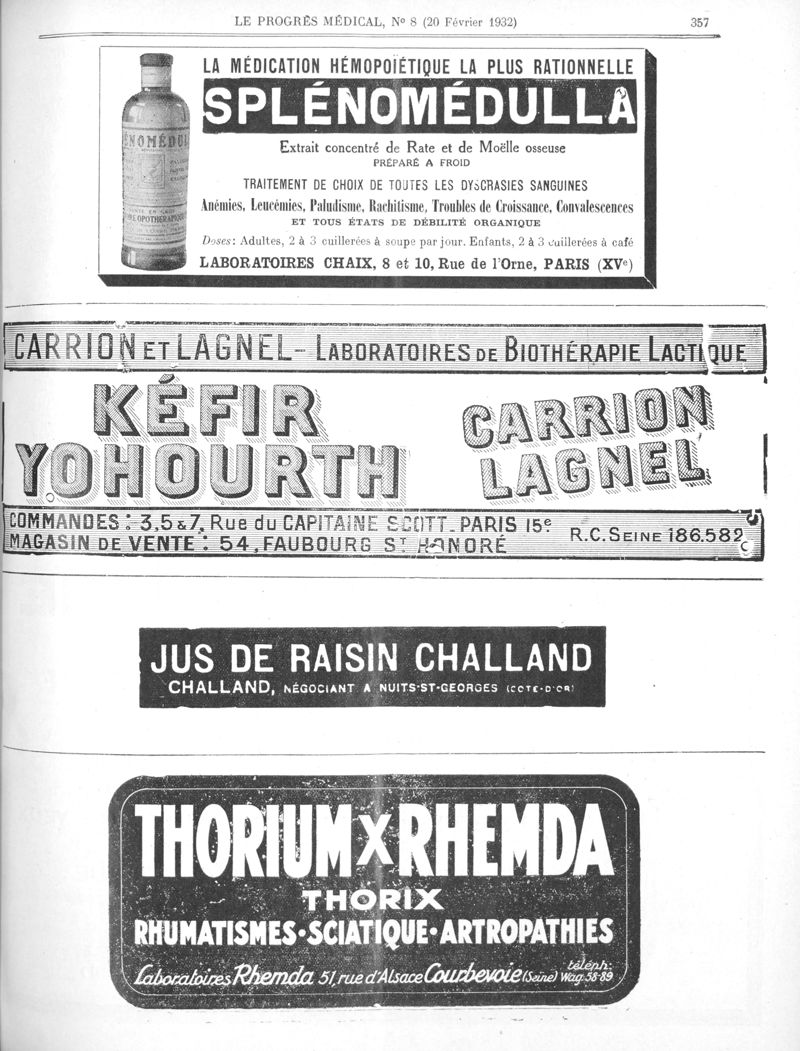 LE PROGRÈS MÉDICAL, No 8 (20 Février 1932) 357
LA MÉDICATION HÉMOPOÏÉTIQUE LA PLUS RATIONNELLE
SPLÉNOMÉDULLA
Extrait concentré de Rate et de Moëlle osseuse
PRÉPARÉ A FROID
TRAITEMENT DE CHOIX DE TOUTES LES DYSCRASIES SANGUINES
Anémies, Leucémies, Paludisme, Rachitisme, Troubles de Croissance, Convalescences
ET TOUS ÉTATS DE DÉBILITÉ ORGANIQUE
Doses: Adultes, 2 à 3 cuillerées à soupe par jour. Enfants, 2 à 3 cuillerées à café
LABORATOIRES CHAIX, 8 et 10, Rue de l'Orne, PARIS (XVe)
ÉNOMÉDUL
OPOTHÉRAPIQUE
CARRION ET LAGNEL - LABORATOIRES DE BIOTHÉRAPIE LACTIQUE
KÉFIR
YOHOURTH
CARRION
LAGNEL
COMMANDES : 3,5 & 7, Rue du CAPITAINE SCOTT - PARIS 15e
MAGASIN DE VENTE : 54, FAUBOURG ST HONORÉ
R.C. SEINE 186.582
JUS DE RAISIN CHALLAND
CHALLAND, NÉGOCIANT A NUITS-ST-GEORGES (COTE-D'OR)
THORIUM X RHEMDA
THORIX
RHUMATISMES·SCIATIQUE·ARTROPATHIES
Laboratoires Rhemda 51, rue d'Alsace Courbevoie (Seine) téléph: Wag. 58-89